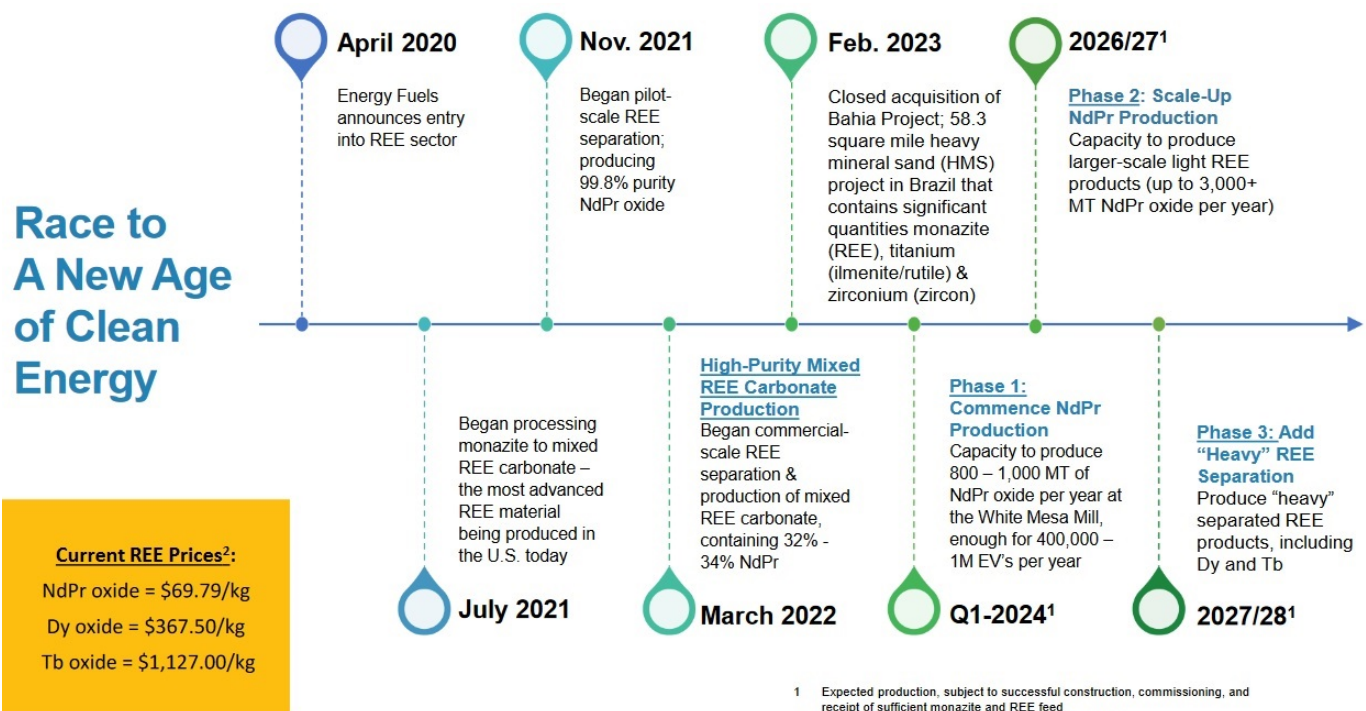 Race to
A New Age
of Clean
Energy
April 2020
Energy Fuels
announces entry
into REE sector
July 2021
Began processing
monazite to mixed
REE carbonate –
the most advanced
REE material
being produced in
the U.S. today
Nov. 2021
Began pilot-
scale REE
separation;
producing
99.8% purity
NdPr oxide
March 2022
High-Purity Mixed
REE Carbonate
Production
Began commercial-
scale REE
separation &
production of mixed
REE carbonate,
containing 32% -
34% NdPr
Feb. 2023
Closed acquisition of
Bahia Project; 58.3
square mile heavy
mineral sand (HMS)
project in Brazil that
contains significant
quantities monazite
(REE), titanium
(ilmenite/rutile) &
zirconium (zircon)
Q1-2024¹
Phase 1:
Commence NdPr
Production
Capacity to produce
800 – 1,000 MT of
NdPr oxide per year at
the White Mesa Mill,
enough for 400,000 –
1M EV's per year
2026/27¹
Phase 2: Scale-Up
NdPr Production
Capacity to produce
larger-scale light REE
products (up to 3,000+
MT NdPr oxide per year)
2027/28¹
Phase 3: Add
“Heavy” REE
Separation
Produce “heavy”
separated REE
products, including
Dy and Tb
Current REE Prices²:
NdPr oxide = $69.79/kg
Dy oxide = $367.50/kg
Tb oxide = $1,127.00/kg
1 Expected production, subject to successful construction, commissioning, and
receipt of sufficient monazite and REE feed